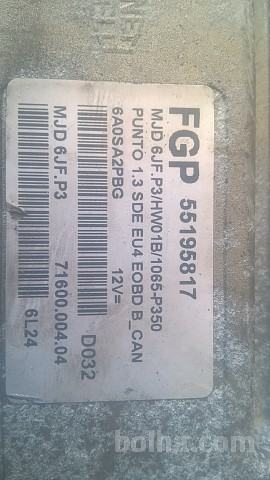 FGP 55195817
MJD 6JF.P3/HW01B/1065-P350
PUNTO 1.3 SDE EU4 EOBD B_CAN
6A0SA2PBG 12V=
D032
MJD 6JF.P3 71600.004.04
6L24
bolha.com